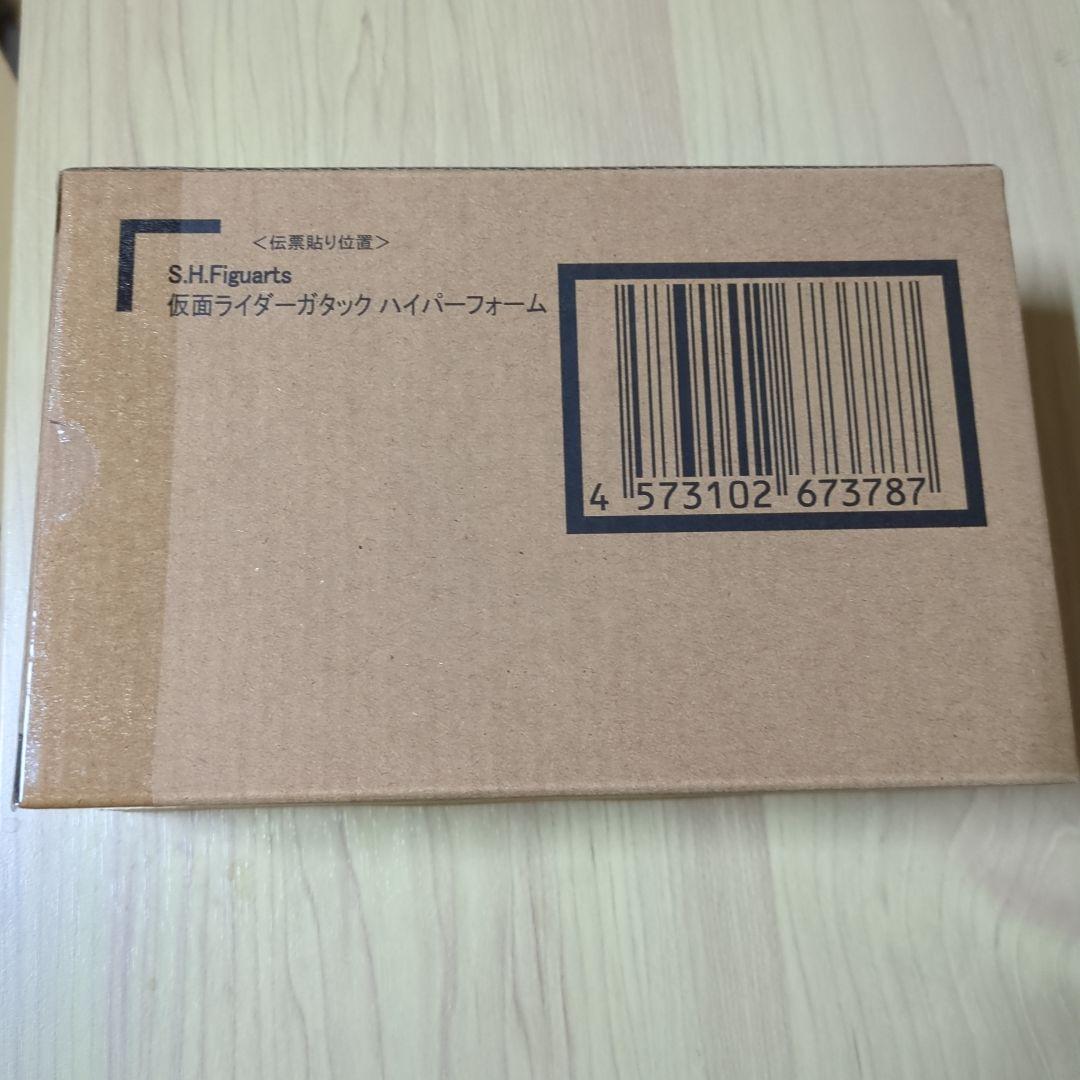 ＜伝票貼り位置＞
S.H.Figuarts
仮面ライダーガタック ハイパーフォーム
4 573102 673787